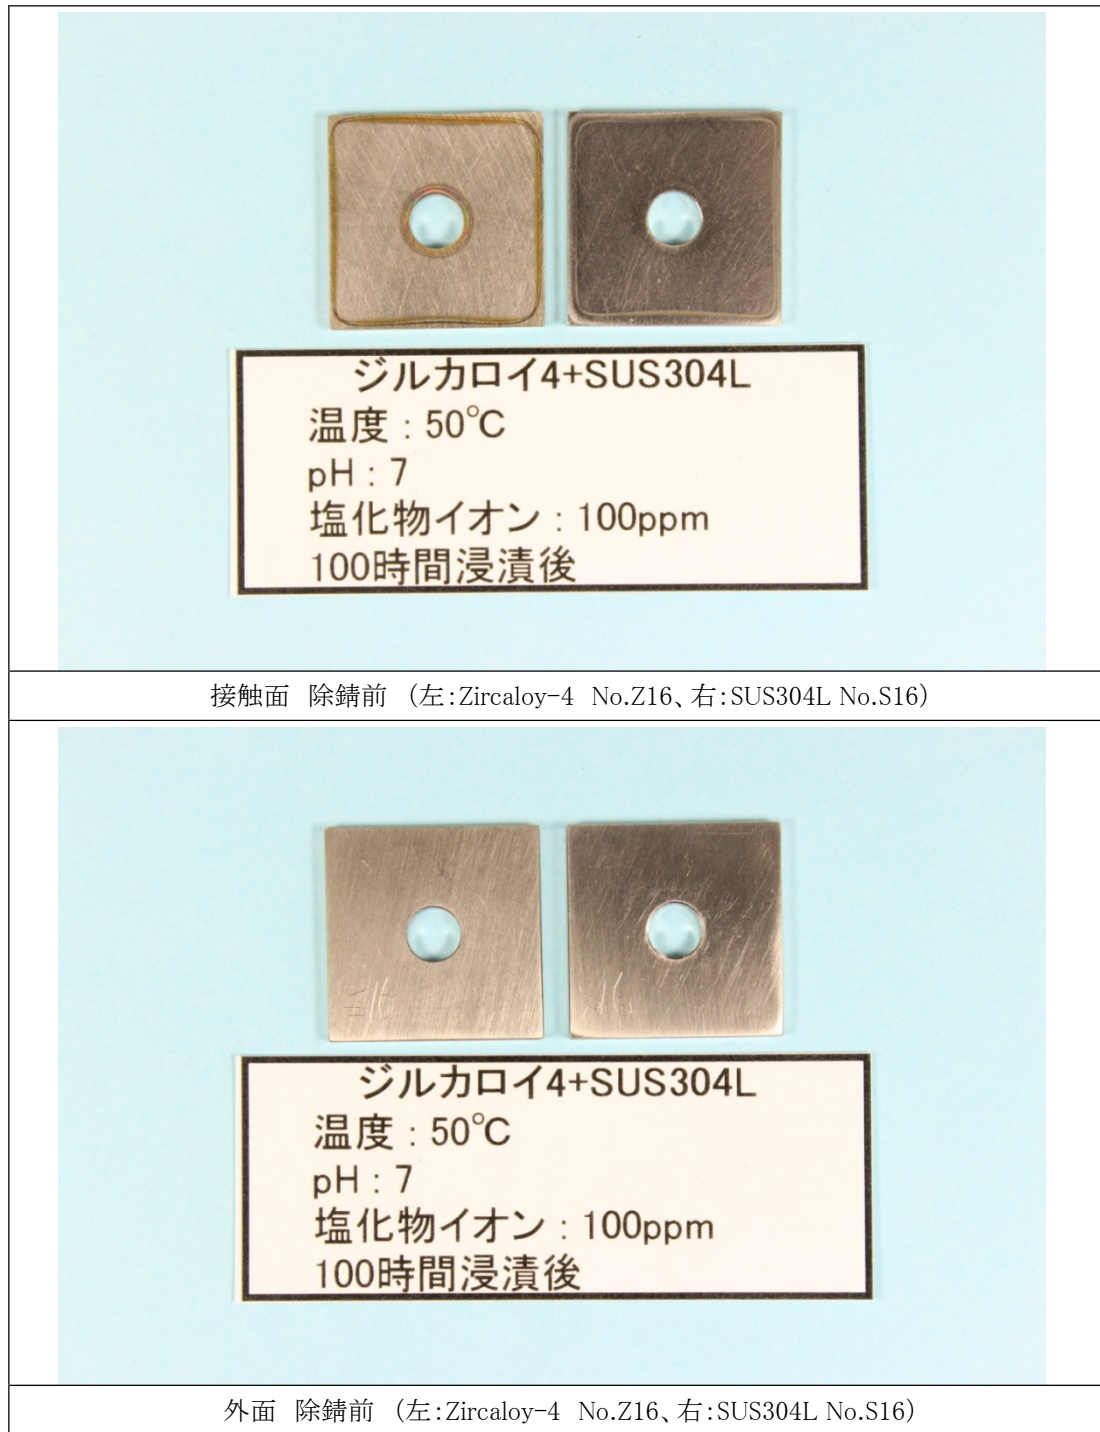 ジルカロイ4+SUS304L
温度：50℃
pH：7
塩化物イオン：100ppm
100時間浸漬後
接触面 除錆前 （左：Zircaloy-4 No.Z16、右：SUS304L No.S16）
16
16
ジルカロイ4+SUS304L
温度：50℃
pH：7
塩化物イオン：100ppm
100時間浸漬後
外面 除錆前 （左：Zircaloy-4 No.Z16、右：SUS304L No.S16）